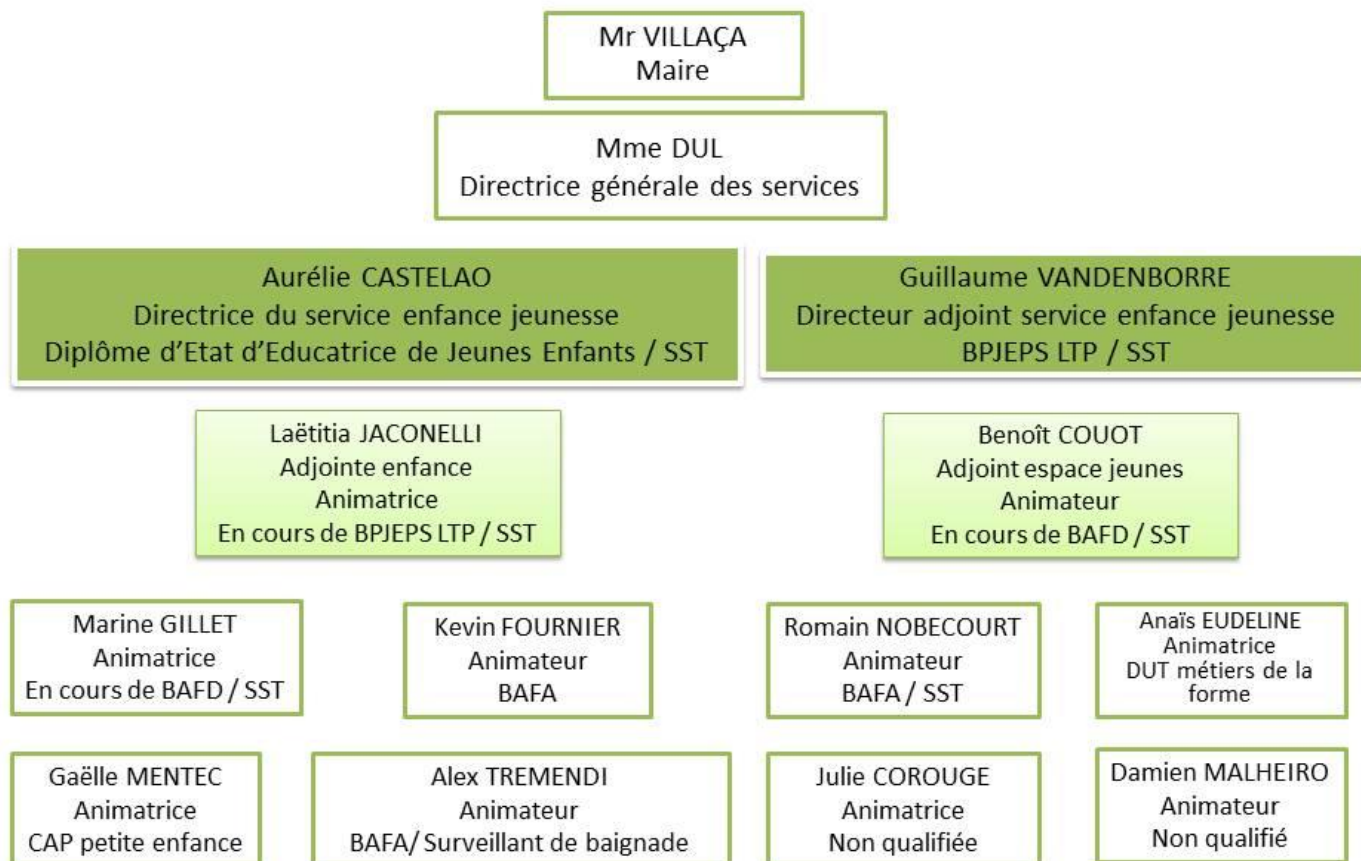 Mr VILLAÇA
Maire
Mme DUL
Directrice générale des services
Aurélie CASTELAO
Directrice du service enfance jeunesse
Diplôme d’Etat d’Educatrice de Jeunes Enfants / SST
Guillaume VANDENBORRE
Directeur adjoint service enfance jeunesse
BPJEPS LTP / SST
Laëtitia JACONELLI
Adjointe enfance
Animatrice
En cours de BPJEPS LTP / SST
Benoît COUOT
Adjoint espace jeunes
Animateur
En cours de BAFD / SST
Marine GILLET
Animatrice
En cours de BAFD / SST
Kevin FOURNIER
Animateur
BAFA
Romain NOBECOURT
Animateur
BAFA / SST
Anaïs EUDELINE
Animatrice
DUT métiers de la
forme
Gaëlle MENTEC
Animatrice
CAP petite enfance
Alex TREMENDI
Animateur
BAFA/ Surveillant de baignade
Julie COROUGE
Animatrice
Non qualifiée
Damien MALHEIRO
Animateur
Non qualifié